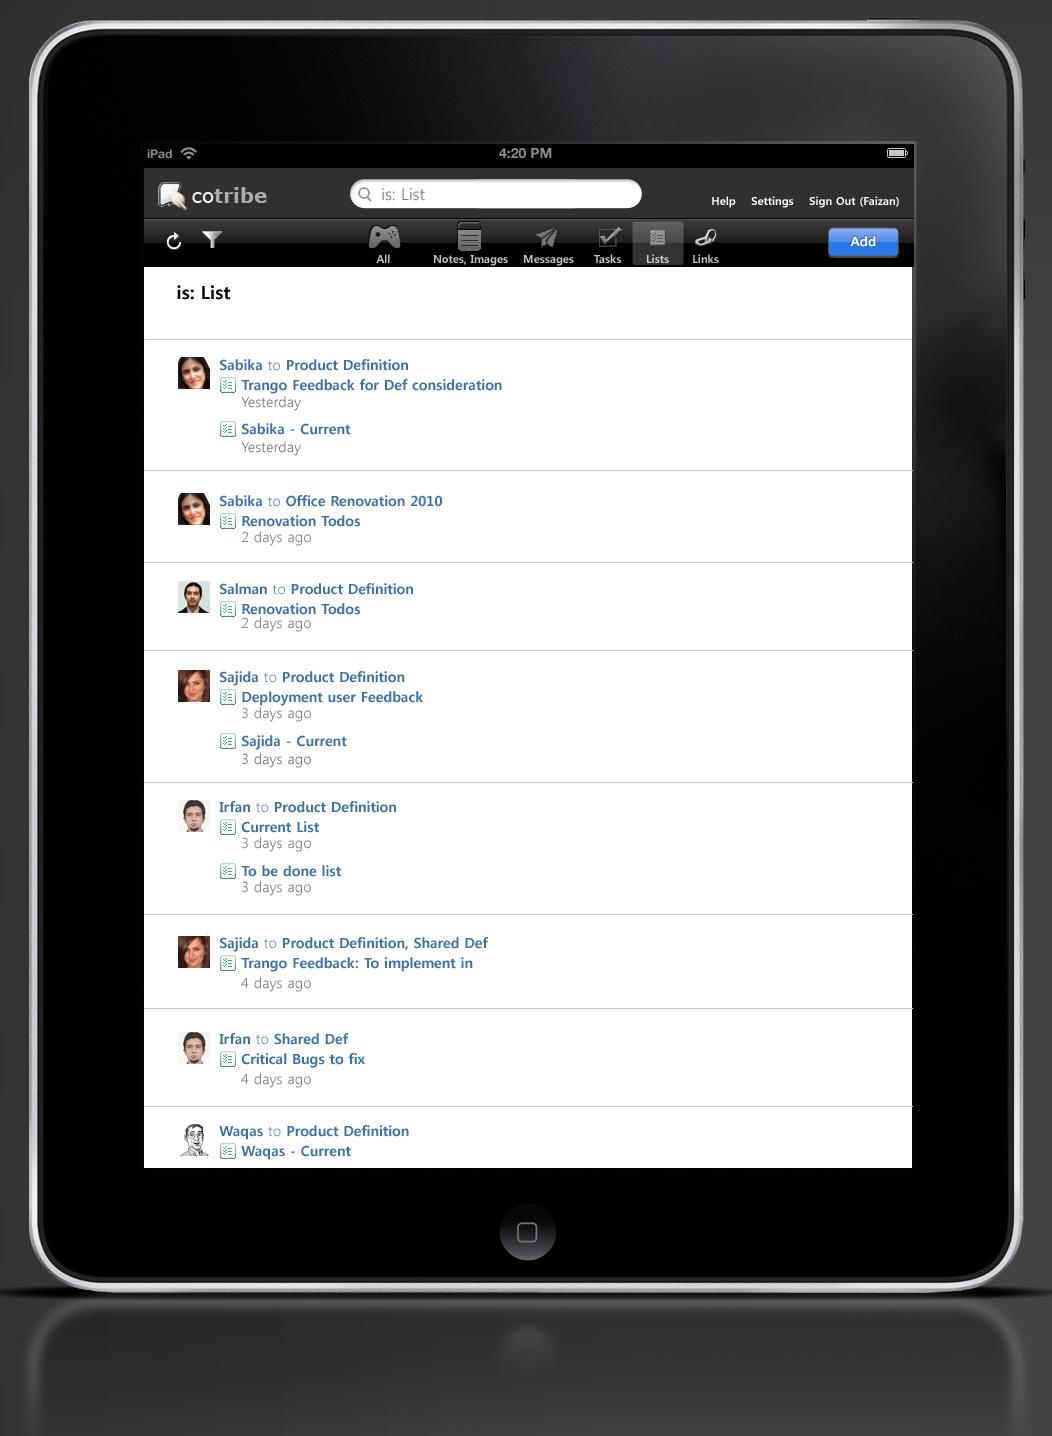 iPad 4:20 PM
cotribe is: List Help Settings Sign Out (Faizan)
All Notes, Images Messages Tasks Lists Links Add
is: List
Sabika to Product Definition
Trango Feedback for Def consideration
Yesterday
Sabika - Current
Yesterday
Sabika to Office Renovation 2010
Renovation Todos
2 days ago
Salman to Product Definition
Renovation Todos
2 days ago
Sajida to Product Definition
Deployment user Feedback
3 days ago
Sajida - Current
3 days ago
Irfan to Product Definition
Current List
3 days ago
To be done list
3 days ago
Sajida to Product Definition, Shared Def
Trango Feedback: To implement in
4 days ago
Irfan to Shared Def
Critical Bugs to fix
4 days ago
Waqas to Product Definition
Waqas - Current